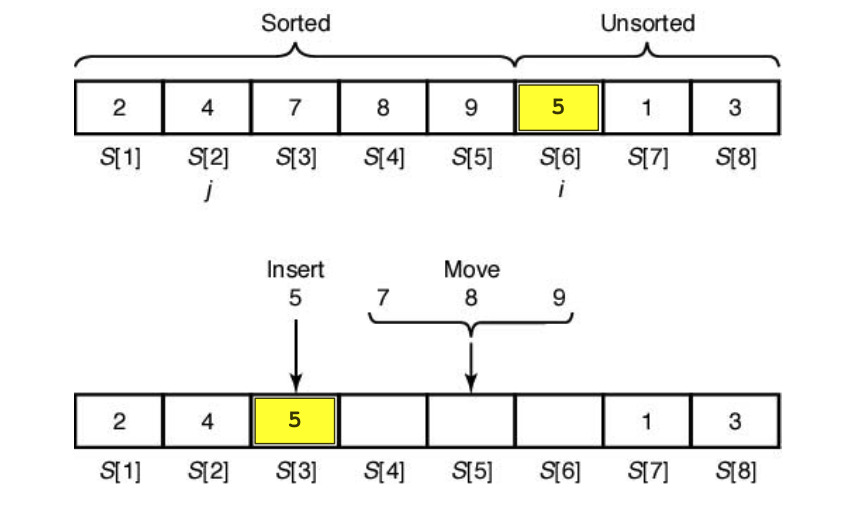 Sorted Unsorted
2 4 7 8 9 5 1 3
S[1] S[2] S[3] S[4] S[5] S[6] S[7] S[8]
j i
Insert Move
5 7 8 9
2 4 5 1 3
S[1] S[2] S[3] S[4] S[5] S[6] S[7] S[8]